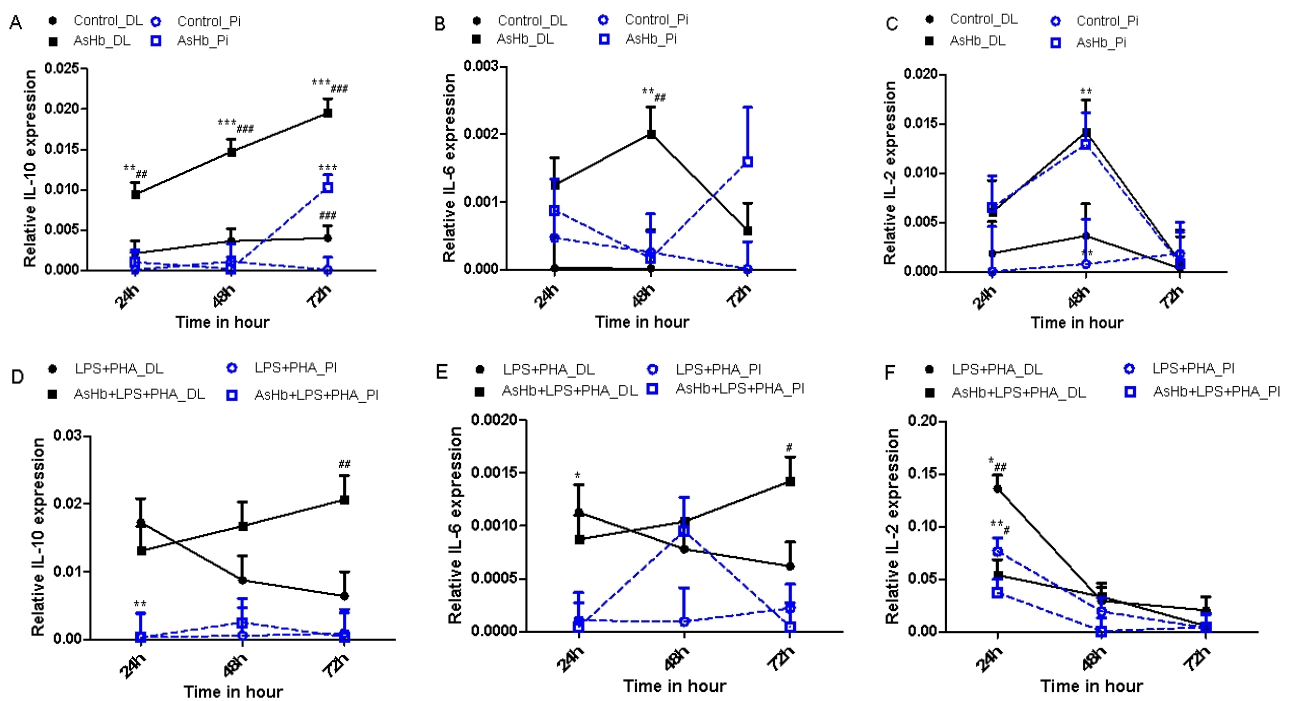 A
Control_DL Control_Pi
AsHb_DL AsHb_Pi
Relative IL-10 expression
0.025
0.020
0.015
0.010
0.005
0.000
**##
***###
***###
***
###
24h 48h 72h
Time in hour
B
Control_DL Control_Pi
AsHb_DL AsHb_Pi
Relative IL-6 expression
0.003
0.002
0.001
0.000
**##
24h 48h 72h
Time in hour
C
Control_DL Control_Pi
AsHb_DL AsHb_Pi
Relative IL-2 expression
0.020
0.015
0.010
0.005
0.000
**
**
24h 48h 72h
Time in hour
D
LPS+PHA_DL LPS+PHA_PI
AsHb+LPS+PHA_DL AsHb+LPS+PHA_PI
Relative IL-10 expression
0.03
0.02
0.01
0.00
**
##
24h 48h 72h
Time in hour
E
LPS+PHA_DL LPS+PHA_PI
AsHb+LPS+PHA_DL AsHb+LPS+PHA_PI
Relative IL-6 expression
0.0020
0.0015
0.0010
0.0005
0.0000
*
#
24h 48h 72h
Time in hour
F
LPS+PHA_DL LPS+PHA_PI
AsHb+LPS+PHA_DL AsHb+LPS+PHA_PI
Relative IL-2 expression
0.20
0.15
0.10
0.05
0.00
*##
**#
24h 48h 72h
Time in hour